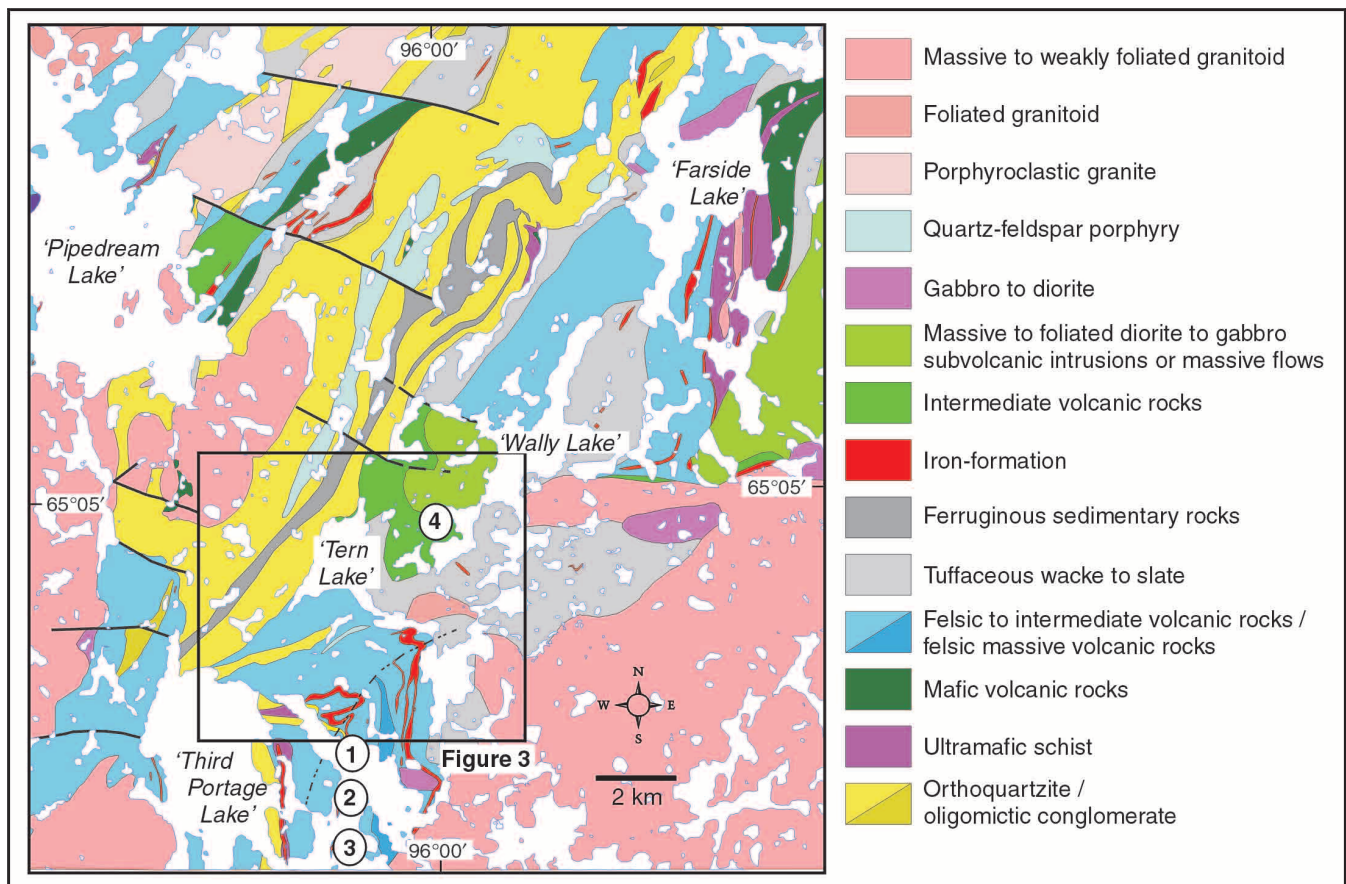 96°00′
'Farside
Lake'
'Pipedream
Lake'
'Wally Lake'
65°05′
65°05′
4
'Tern
Lake'
N
W E
S
1
Figure 3
'Third
Portage
Lake'
2
2 km
3
96°00′
Massive to weakly foliated granitoid
Foliated granitoid
Porphyroclastic granite
Quartz-feldspar porphyry
Gabbro to diorite
Massive to foliated diorite to gabbro
subvolcanic intrusions or massive flows
Intermediate volcanic rocks
Iron-formation
Ferruginous sedimentary rocks
Tuffaceous wacke to slate
Felsic to intermediate volcanic rocks /
felsic massive volcanic rocks
Mafic volcanic rocks
Ultramafic schist
Orthoquartzite /
oligomictic conglomerate